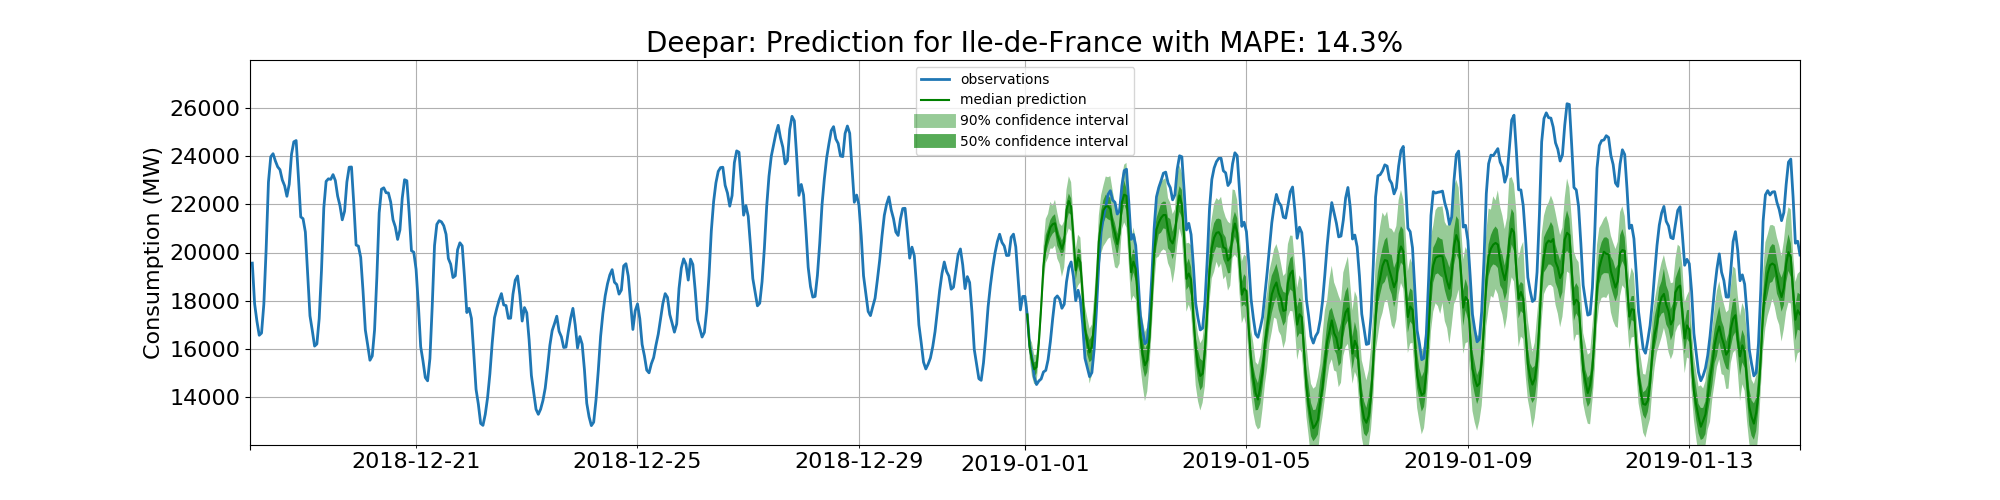 Deepar: Prediction for Ile-de-France with MAPE: 14.3%
observations
median prediction
90% confidence interval
50% confidence interval
Consumption (MW)
26000
24000
22000
20000
18000
16000
14000
2018-12-21
2018-12-25
2018-12-29
2019-01-01
2019-01-05
2019-01-09
2019-01-13